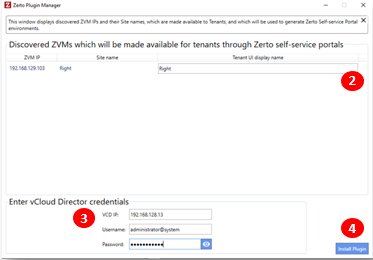 Z Zerto Plugin Manager
This window displays discovered ZVM IPs and their Site names, which are made available to Tenants, and which will be used to generate Zerto Self-service Portal
environments.
Discovered ZVMs which will be made available for tenants through Zerto self-service portals
ZVM IP Site name Tenant UI display name
192.168.129.103 Right Right
2
Enter vCloud Director credentials
3
VCD IP: 192.168.128.13
Username: administrator@system
Password: ●●●●●●●●●●●
4
Install Plugin